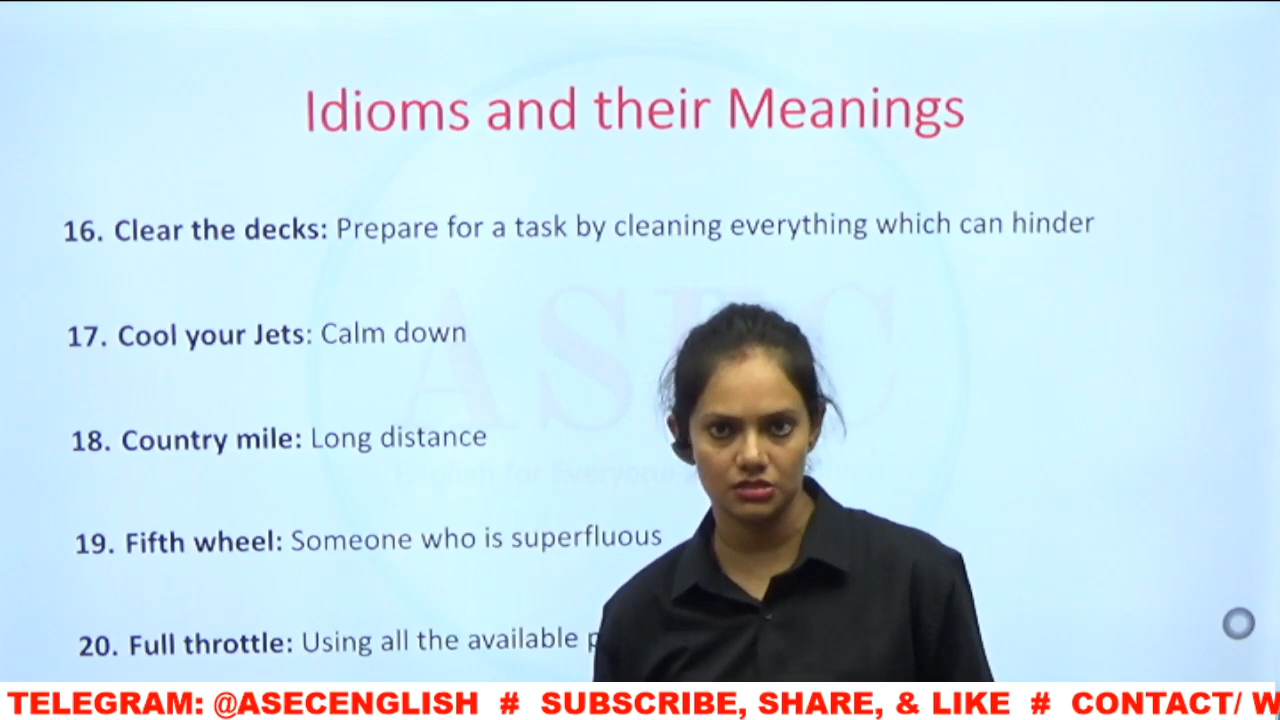 Idioms and their Meanings
16. Clear the decks: Prepare for a task by cleaning everything which can hinder
17. Cool your Jets: Calm down
18. Country mile: Long distance
19. Fifth wheel: Someone who is superfluous
20. Full throttle: Using all the available
TELEGRAM: @ASECENGLISH # SUBSCRIBE, SHARE, & LIKE # CONTACT/